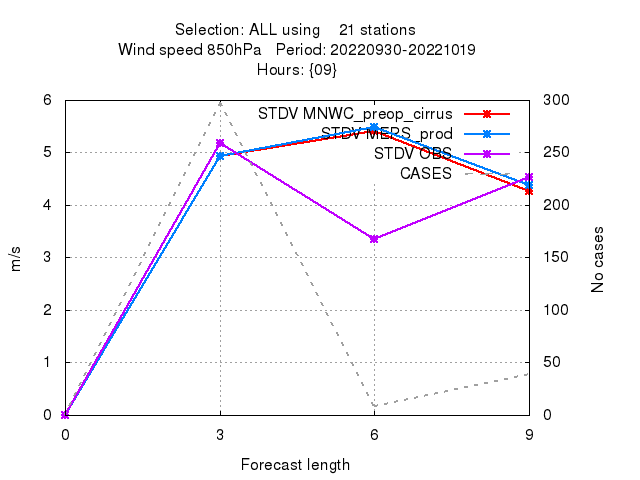 Selection: ALL using 21 stations
Wind speed 850hPa Period: 20220930-20221019
Hours: {09}
6 300
STDV MNWC_preop_cirrus
STDV MERS_prod
5 250
STDV OBS
CASES
4 200
3 150
2 100
1 50
0 0
m/s
No cases
0 3 6 9
Forecast length